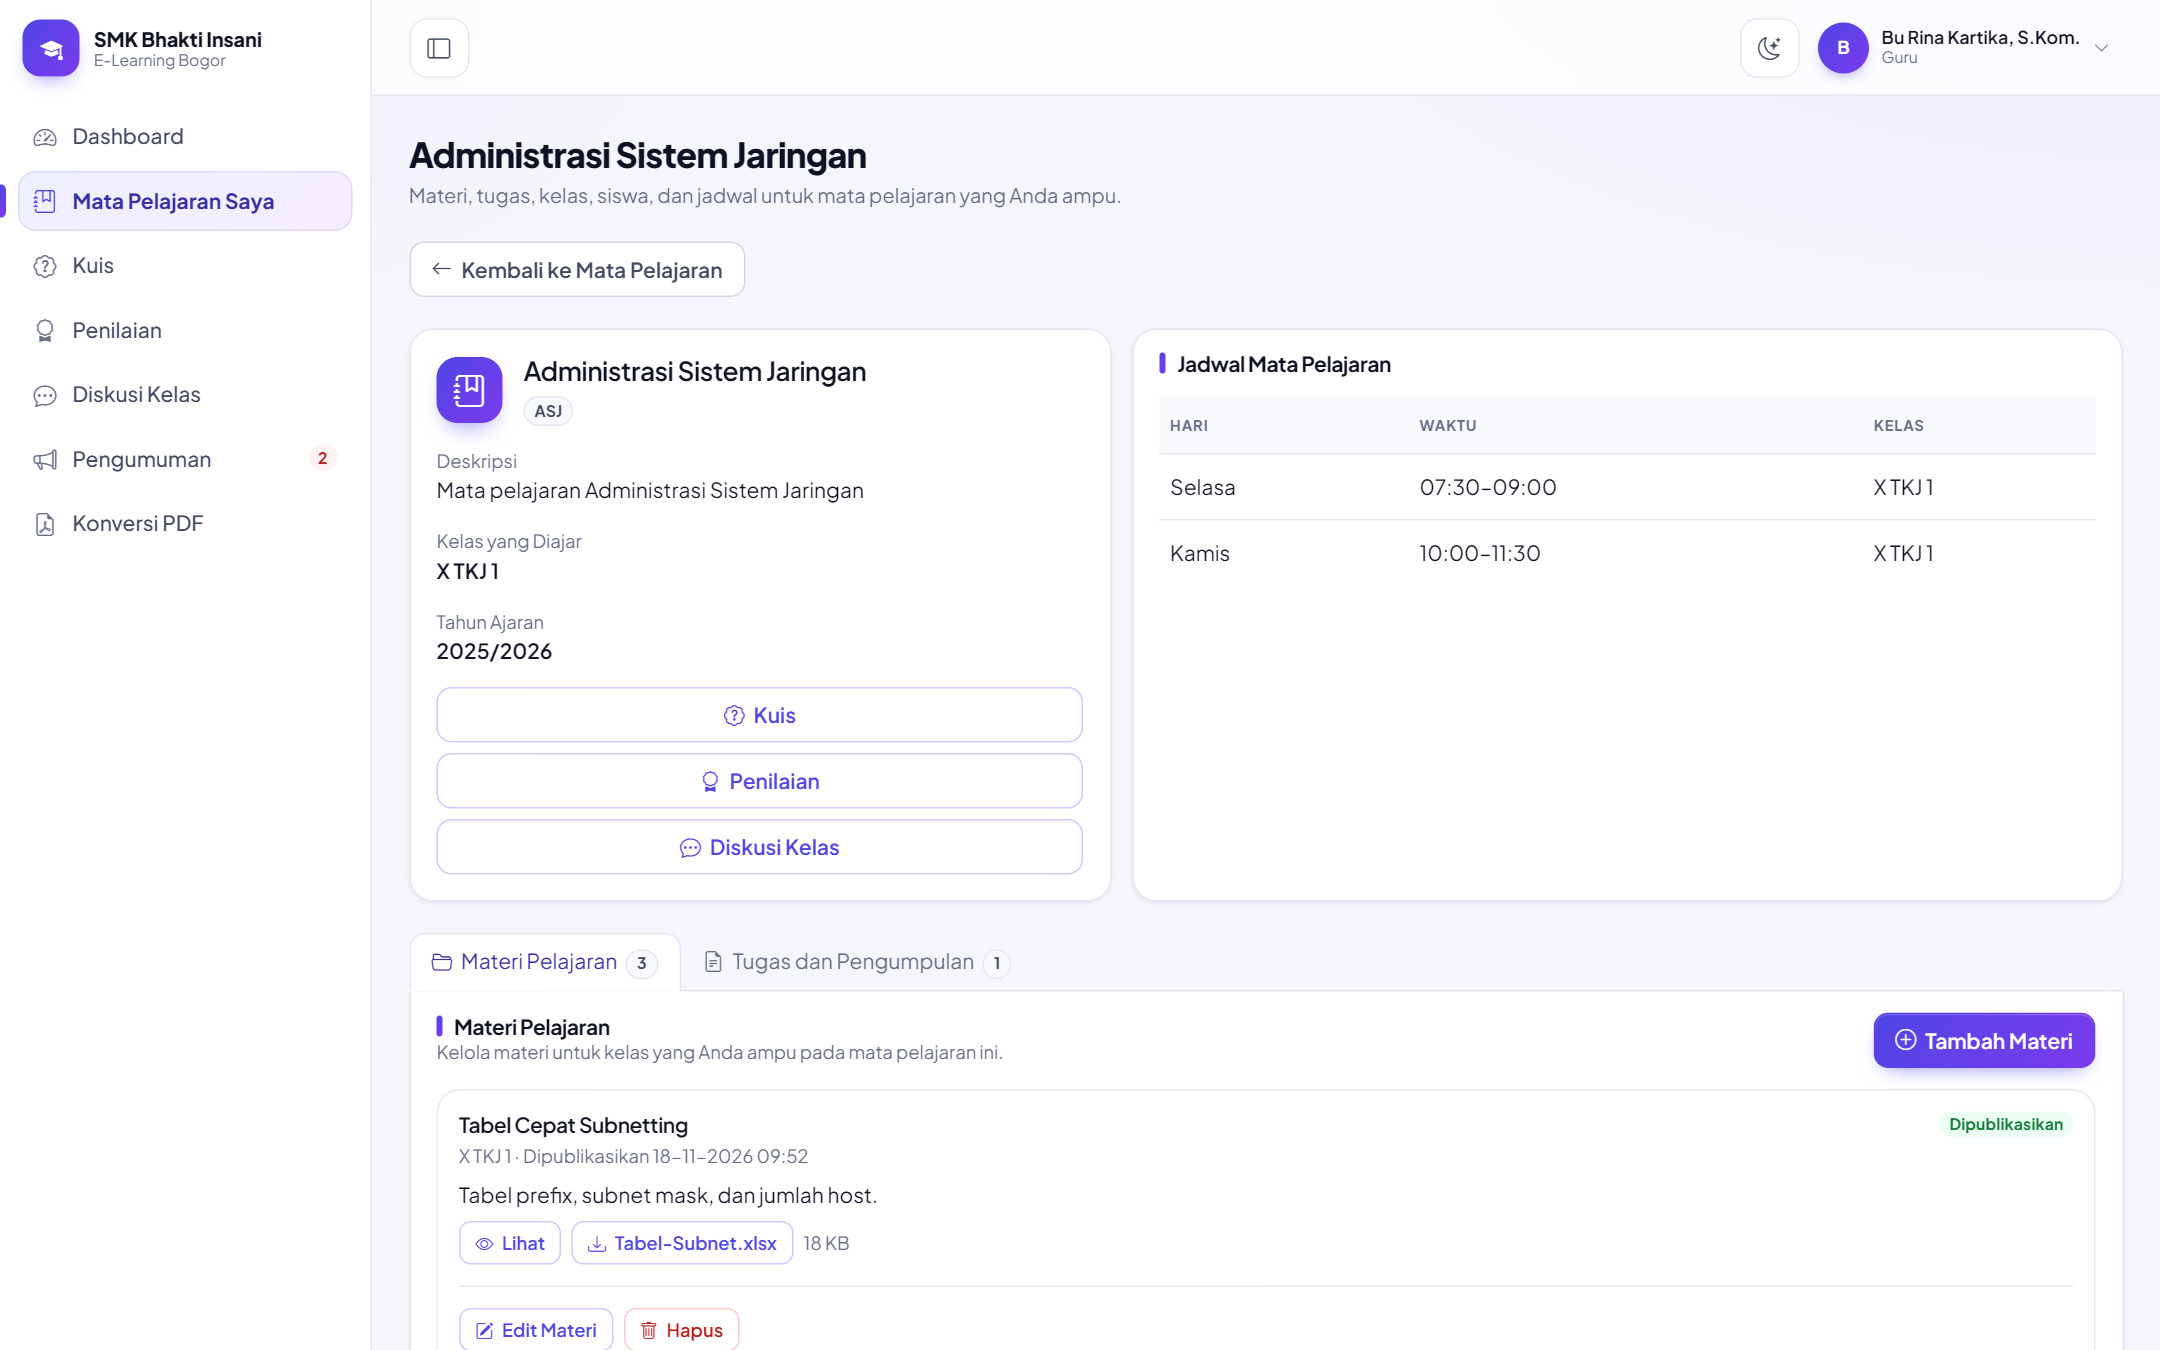 SMK Bhakti Insani
E-Learning Bogor
Dashboard
Mata Pelajaran Saya
Kuis
Penilaian
Diskusi Kelas
Pengumuman 2
Konversi PDF
B
Bu Rina Kartika, S.Kom.
Guru
Administrasi Sistem Jaringan
Materi, tugas, kelas, siswa, dan jadwal untuk mata pelajaran yang Anda ampu.
Kembali ke Mata Pelajaran
Administrasi Sistem Jaringan
ASJ
Deskripsi
Mata pelajaran Administrasi Sistem Jaringan
Kelas yang Diajar
X TKJ 1
Tahun Ajaran
2025/2026
Kuis
Penilaian
Diskusi Kelas
Jadwal Mata Pelajaran
HARI WAKTU KELAS
Selasa 07:30–09:00 X TKJ 1
Kamis 10:00–11:30 X TKJ 1
Materi Pelajaran 3
Tugas dan Pengumpulan 1
Materi Pelajaran
Kelola materi untuk kelas yang Anda ampu pada mata pelajaran ini.
Tambah Materi
Tabel Cepat Subnetting
Dipublikasikan
X TKJ 1 · Dipublikasikan 18-11-2026 09:52
Tabel prefix, subnet mask, dan jumlah host.
Lihat
Tabel-Subnet.xlsx
18 KB
Edit Materi
Hapus